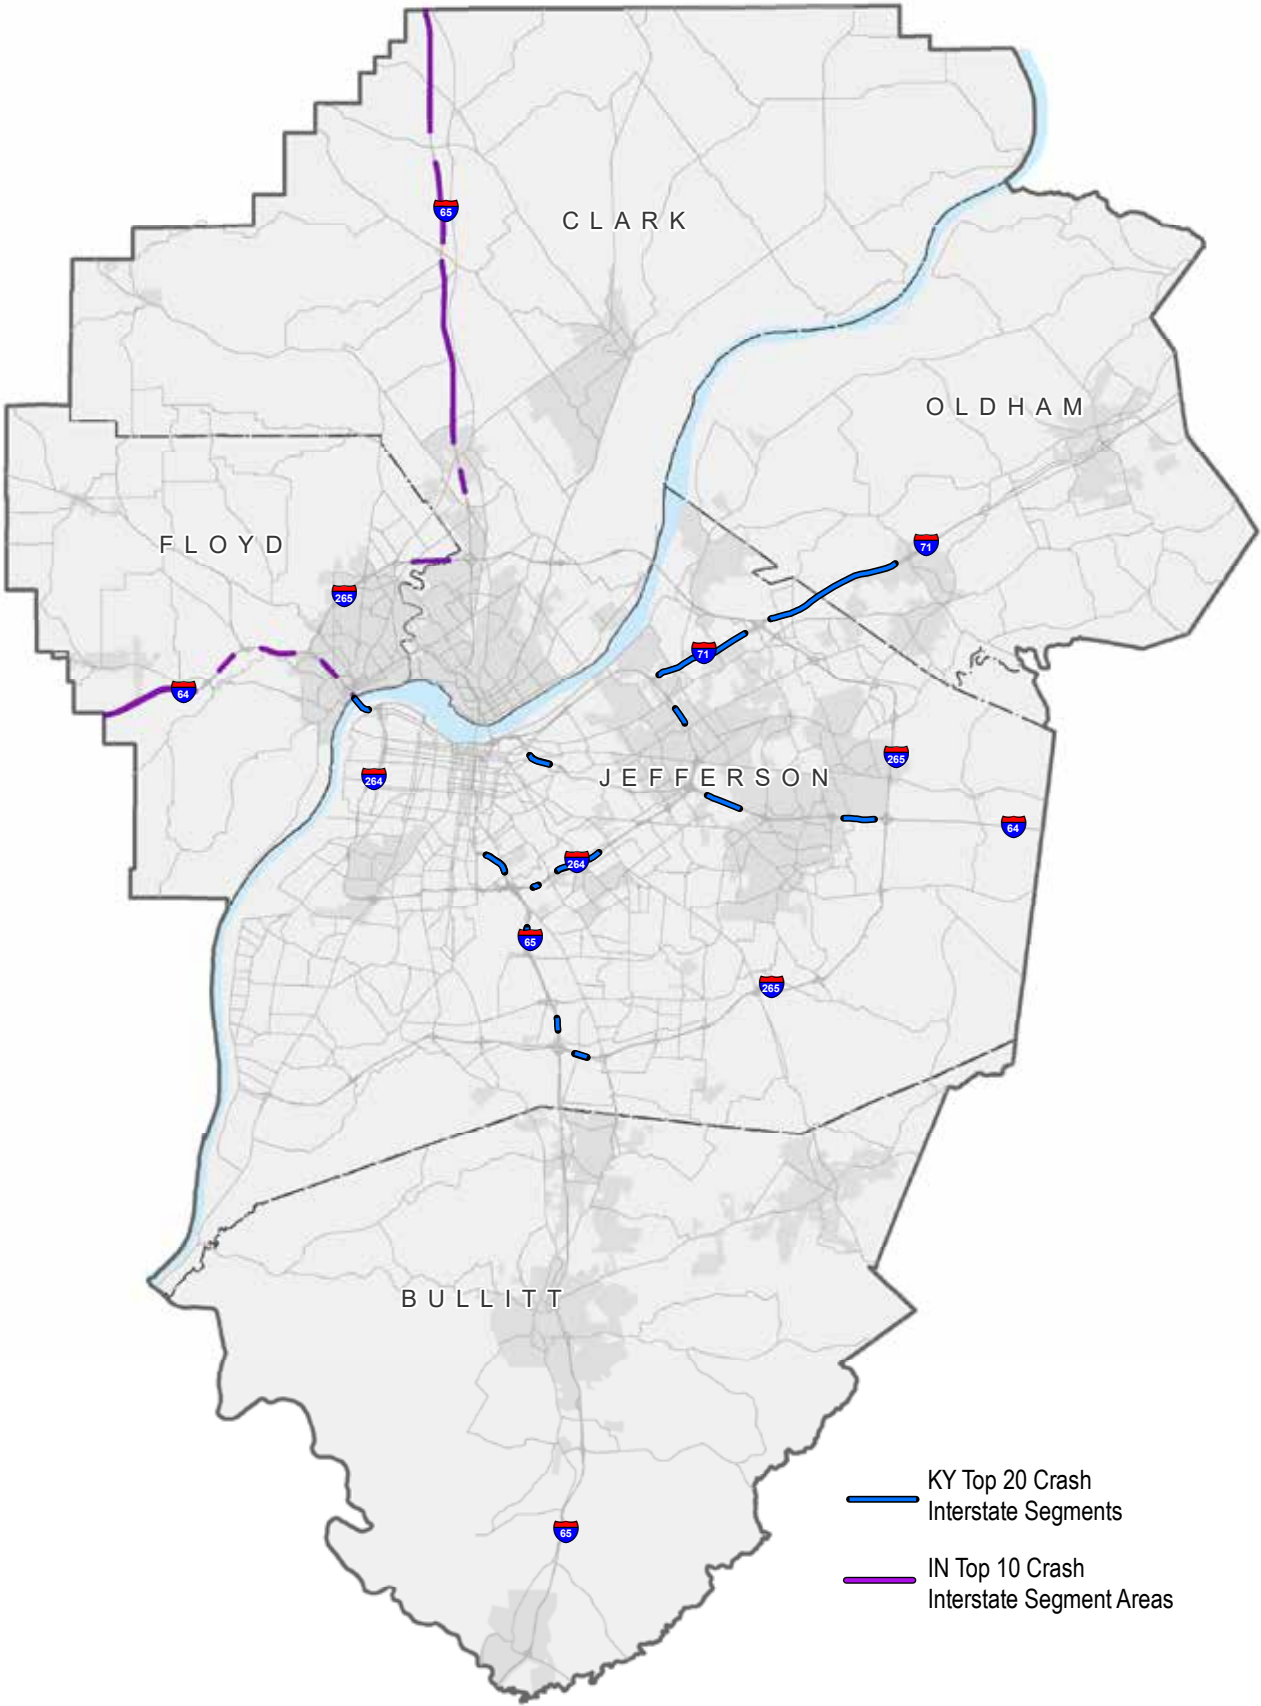 65
CLARK
OLDHAM
FLOYD
71
265
71
64
265
264
JEFFERSON
64
264
65
265
BULLITT
KY Top 20 Crash
Interstate Segments
65
IN Top 10 Crash
Interstate Segment Areas